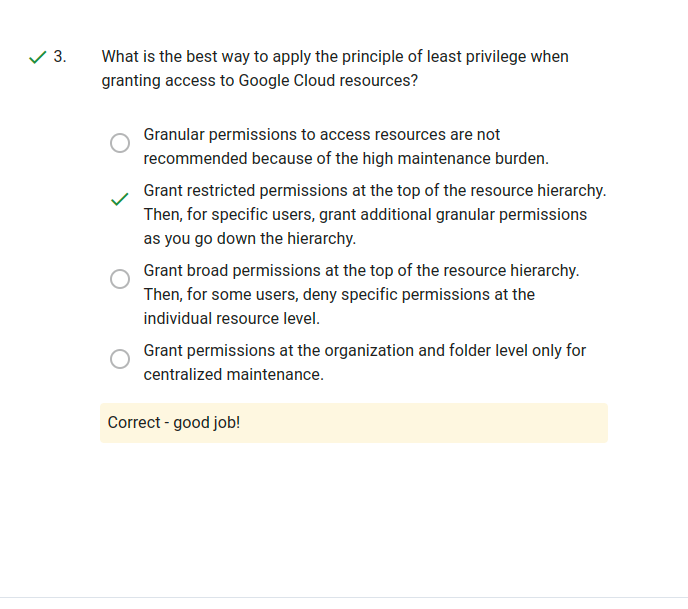 3. What is the best way to apply the principle of least privilege when
granting access to Google Cloud resources?
Granular permissions to access resources are not
recommended because of the high maintenance burden.
Grant restricted permissions at the top of the resource hierarchy.
Then, for specific users, grant additional granular permissions
as you go down the hierarchy.
Grant broad permissions at the top of the resource hierarchy.
Then, for some users, deny specific permissions at the
individual resource level.
Grant permissions at the organization and folder level only for
centralized maintenance.
Correct - good job!